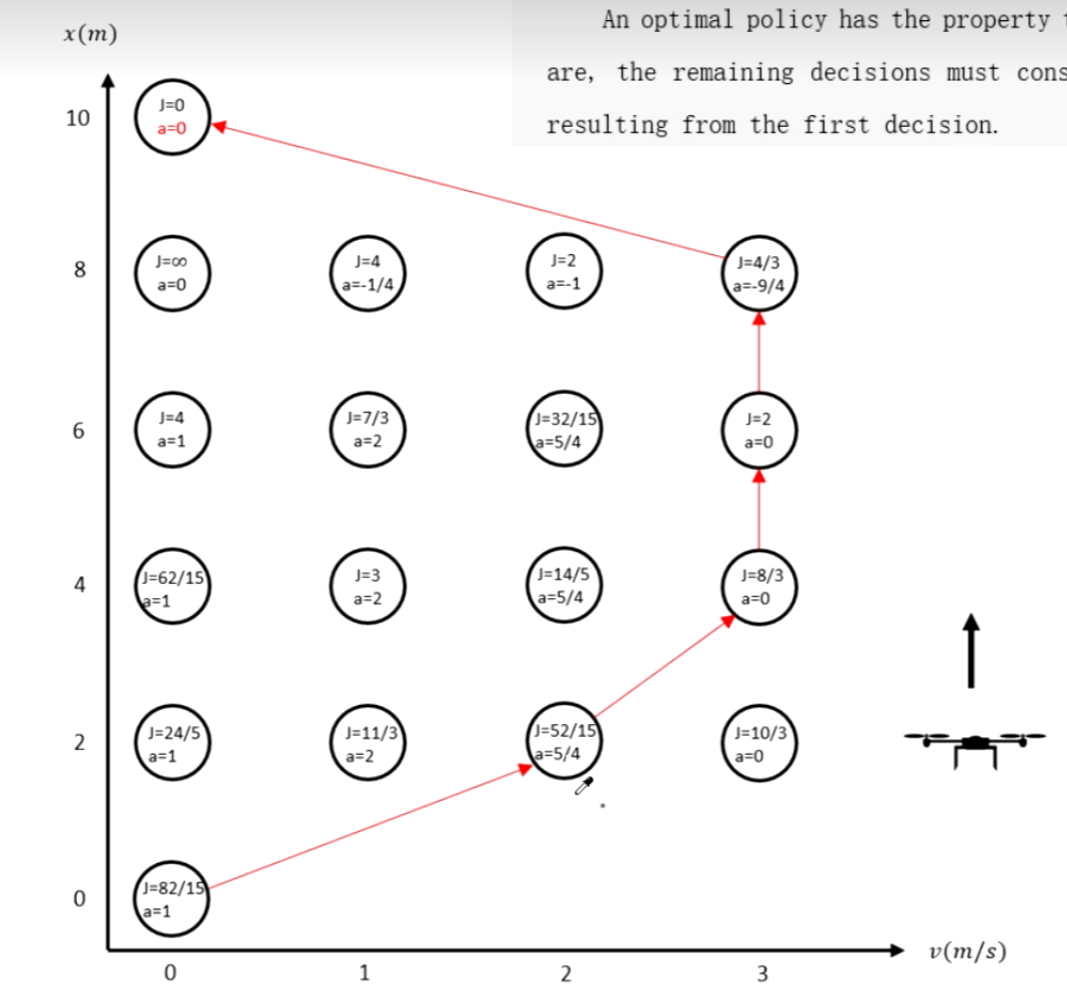 x(m)
An optimal policy has the property
are, the remaining decisions must cons
resulting from the first decision.
10
J=0
a=0
8
J=∞
a=0
J=4
a=-1/4
J=2
a=-1
J=4/3
a=-9/4
6
J=4
a=1
J=7/3
a=2
J=32/15
a=5/4
J=2
a=0
4
J=62/15
a=1
J=3
a=2
J=14/5
a=5/4
J=8/3
a=0
2
J=24/5
a=1
J=11/3
a=2
J=52/15
a=5/4
J=10/3
a=0
0
J=82/15
a=1
v(m/s)
0
1
2
3